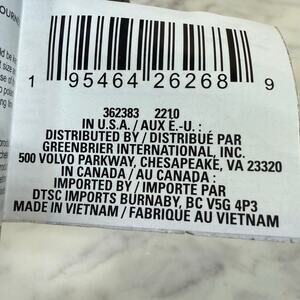 OURN
1 95464 26268 9
362383 2210
IN U.S.A. / AUX E.-U. :
DISTRIBUTED BY / DISTRIBUÉ PAR
GREENBRIER INTERNATIONAL, INC.
500 VOLVO PARKWAY, CHESAPEAKE, VA 23320
IN CANADA / AU CANADA :
IMPORTED BY / IMPORTE PAR
DTSC IMPORTS BURNABY, BC V5G 4P3
MADE IN VIETNAM / FABRIQUÉ AU VIETNAM